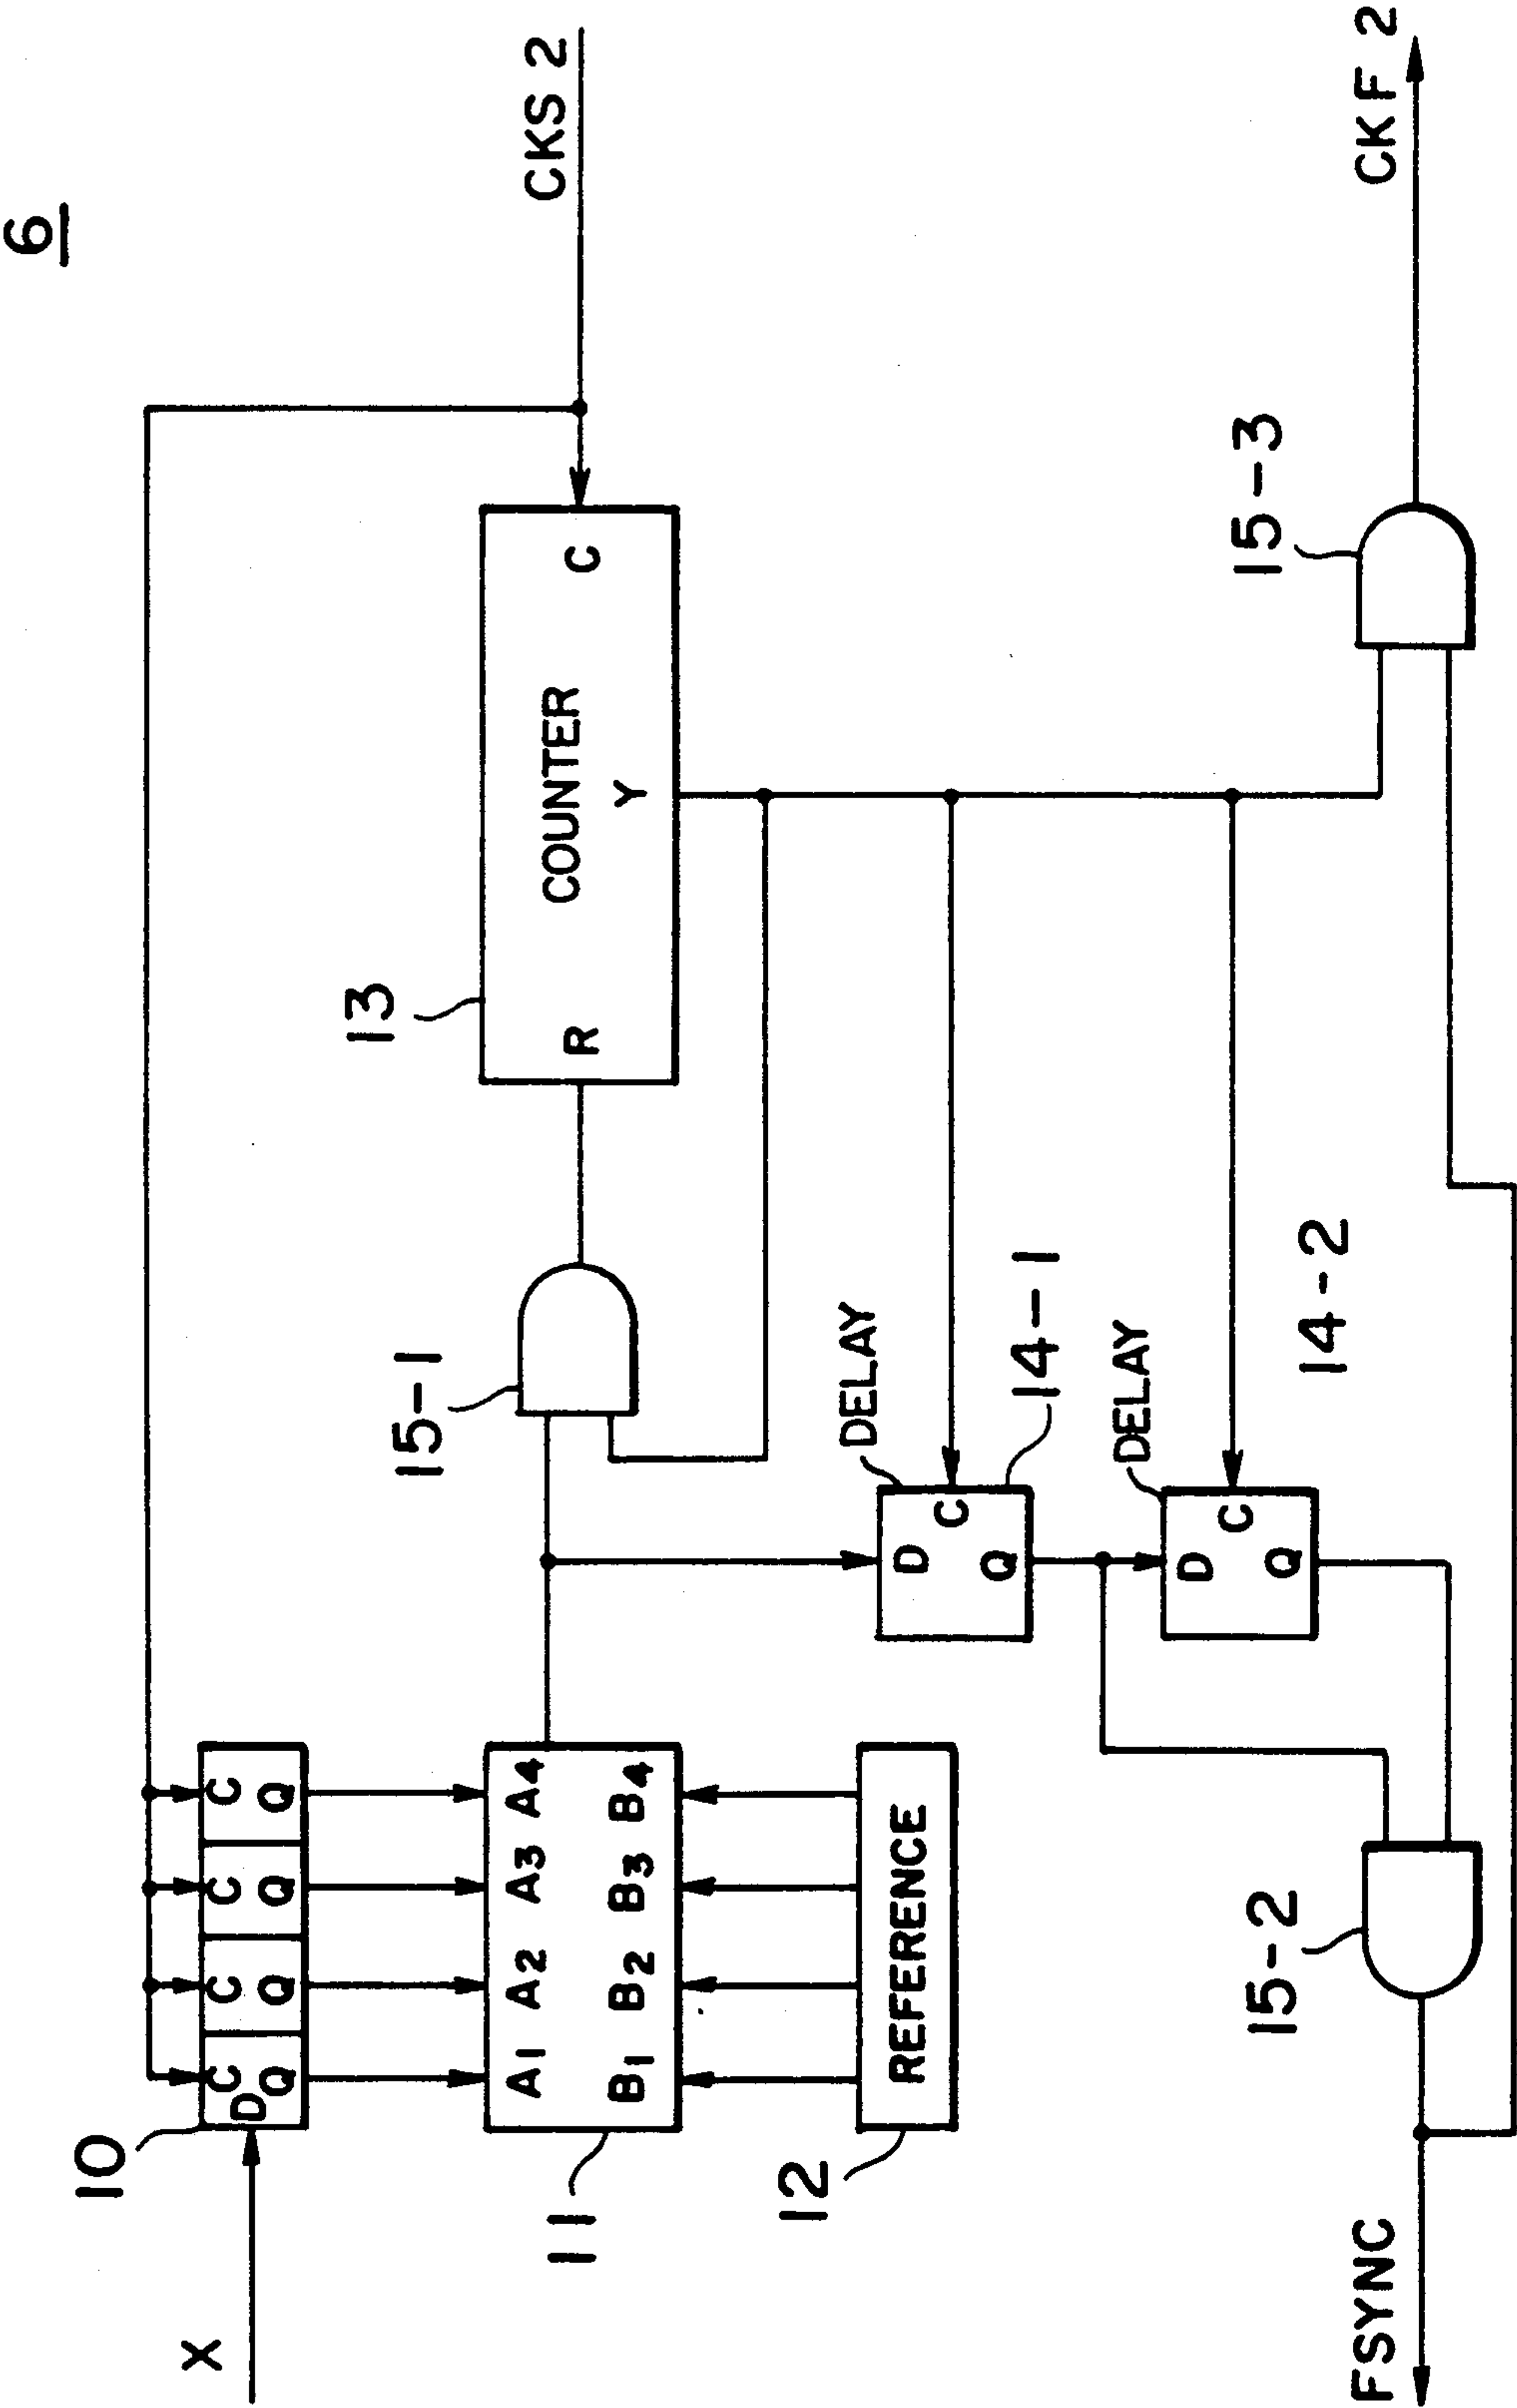 6
X
10
D
C C C C
Q Q Q Q
CKS 2
11
A1 A2 A3 A4
B1 B2 B3 B4
15-1
13
R
COUNTER
C
Y
12
REFERENCE
DELAY
D
C
Q
14-1
DELAY
D
C
Q
14-2
15-2
15-3
FSYNC
CKF 2